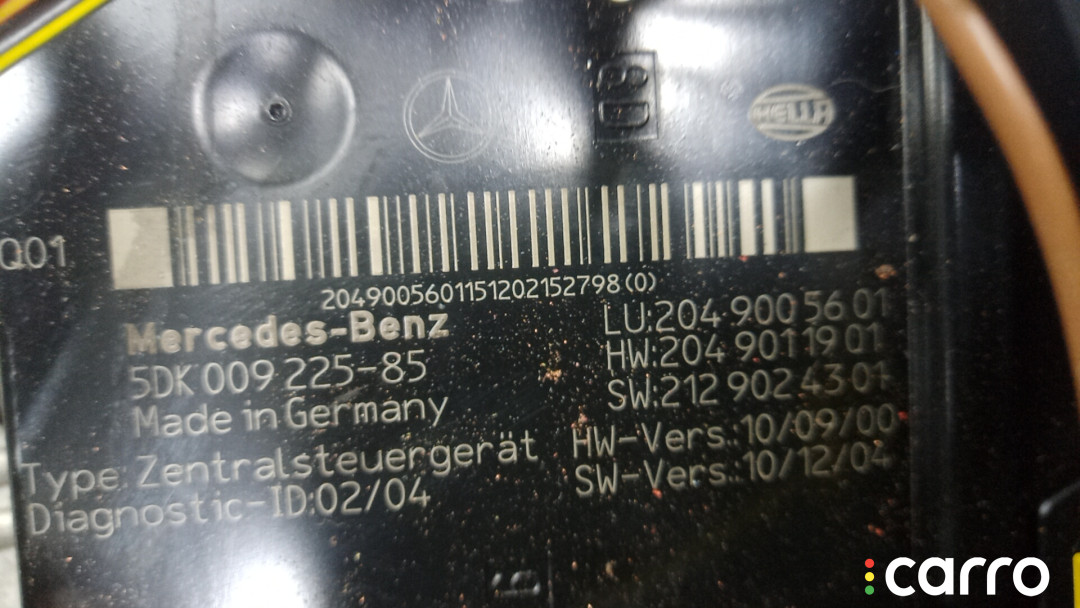 8D
HELLA
Q01
2049005601151202152798(0)
Mercedes-Benz
5DK 009 225-85
Made in Germany
Type: Zentralsteuergerät
Diagnostic-ID:02/04
LU:204 900 56 01
HW:204 901 19 01
SW:212 902 43 01
HW-Vers.:10/09/00
SW-Vers.:10/12/04
carro